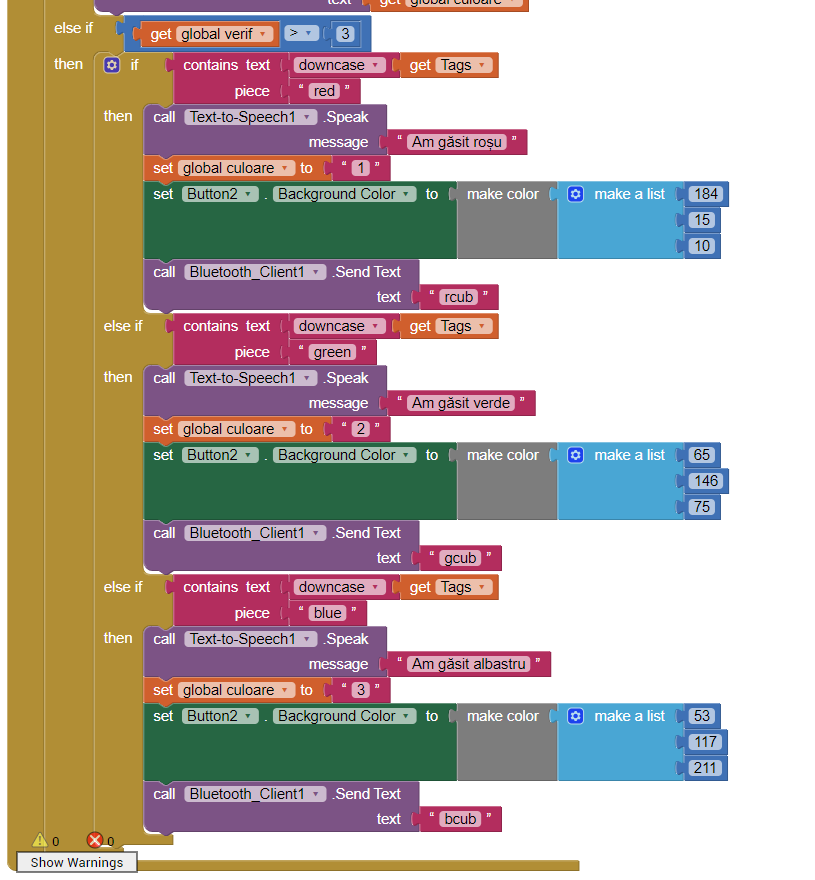 text get global culoare
else if get global verif > 3
then if contains text downcase get Tags
piece “ red ”
then call Text-to-Speech1 .Speak
message “ Am găsit roșu ”
set global culoare to “ 1 ”
set Button2 . Background Color to make color make a list 184
15
10
call Bluetooth_Client1 .Send Text
text “ rcub ”
else if contains text downcase get Tags
piece “ green ”
then call Text-to-Speech1 .Speak
message “ Am găsit verde ”
set global culoare to “ 2 ”
set Button2 . Background Color to make color make a list 65
146
75
call Bluetooth_Client1 .Send Text
text “ gcub ”
else if contains text downcase get Tags
piece “ blue ”
then call Text-to-Speech1 .Speak
message “ Am găsit albastru ”
set global culoare to “ 3 ”
set Button2 . Background Color to make color make a list 53
117
211
call Bluetooth_Client1 .Send Text
text “ bcub ”
0 0
Show Warnings